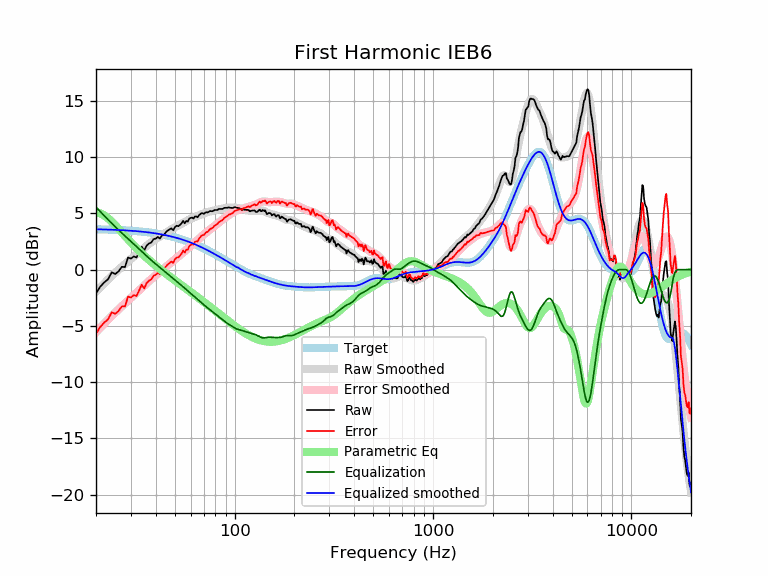 First Harmonic IEB6
Amplitude (dBr)
15
10
5
0
−5
−10
−15
−20
Target
Raw Smoothed
Error Smoothed
Raw
Error
Parametric Eq
Equalization
Equalized smoothed
100
1000
10000
Frequency (Hz)